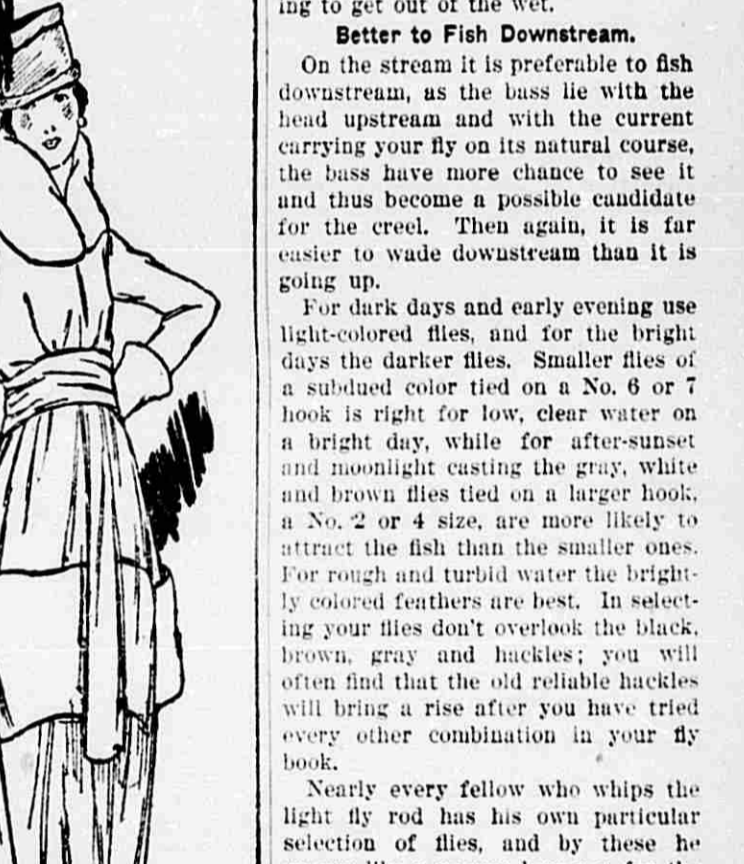 ing to get out of the wet.
Better to Fish Downstream.
On the stream it is preferable to fish
downstream, as the bass lie with the
head upstream and with the current
carrying your fly on its natural course,
the bass have more chance to see it
and thus become a possible candidate
for the creel. Then again, it is far
easier to wade downstream than it is
going up.
For dark days and early evening use
light-colored flies, and for the bright
days the darker flies. Smaller flies of
a subdued color tied on a No. 6 or 7
hook is right for low, clear water on
a bright day, while for after-sunset
and moonlight casting the gray, white
and brown flies tied on a larger hook,
a No. 2 or 4 size, are more likely to
attract the fish than the smaller ones.
For rough and turbid water the bright-
ly colored feathers are best. In select-
ing your flies don't overlook the black,
brown, gray and hackles; you will
often find that the old reliable hackles
will bring a rise after you have tried
every other combination in your fly
book.
Nearly every fellow who whips the
light fly rod has his own particular
selection of flies, and by these he